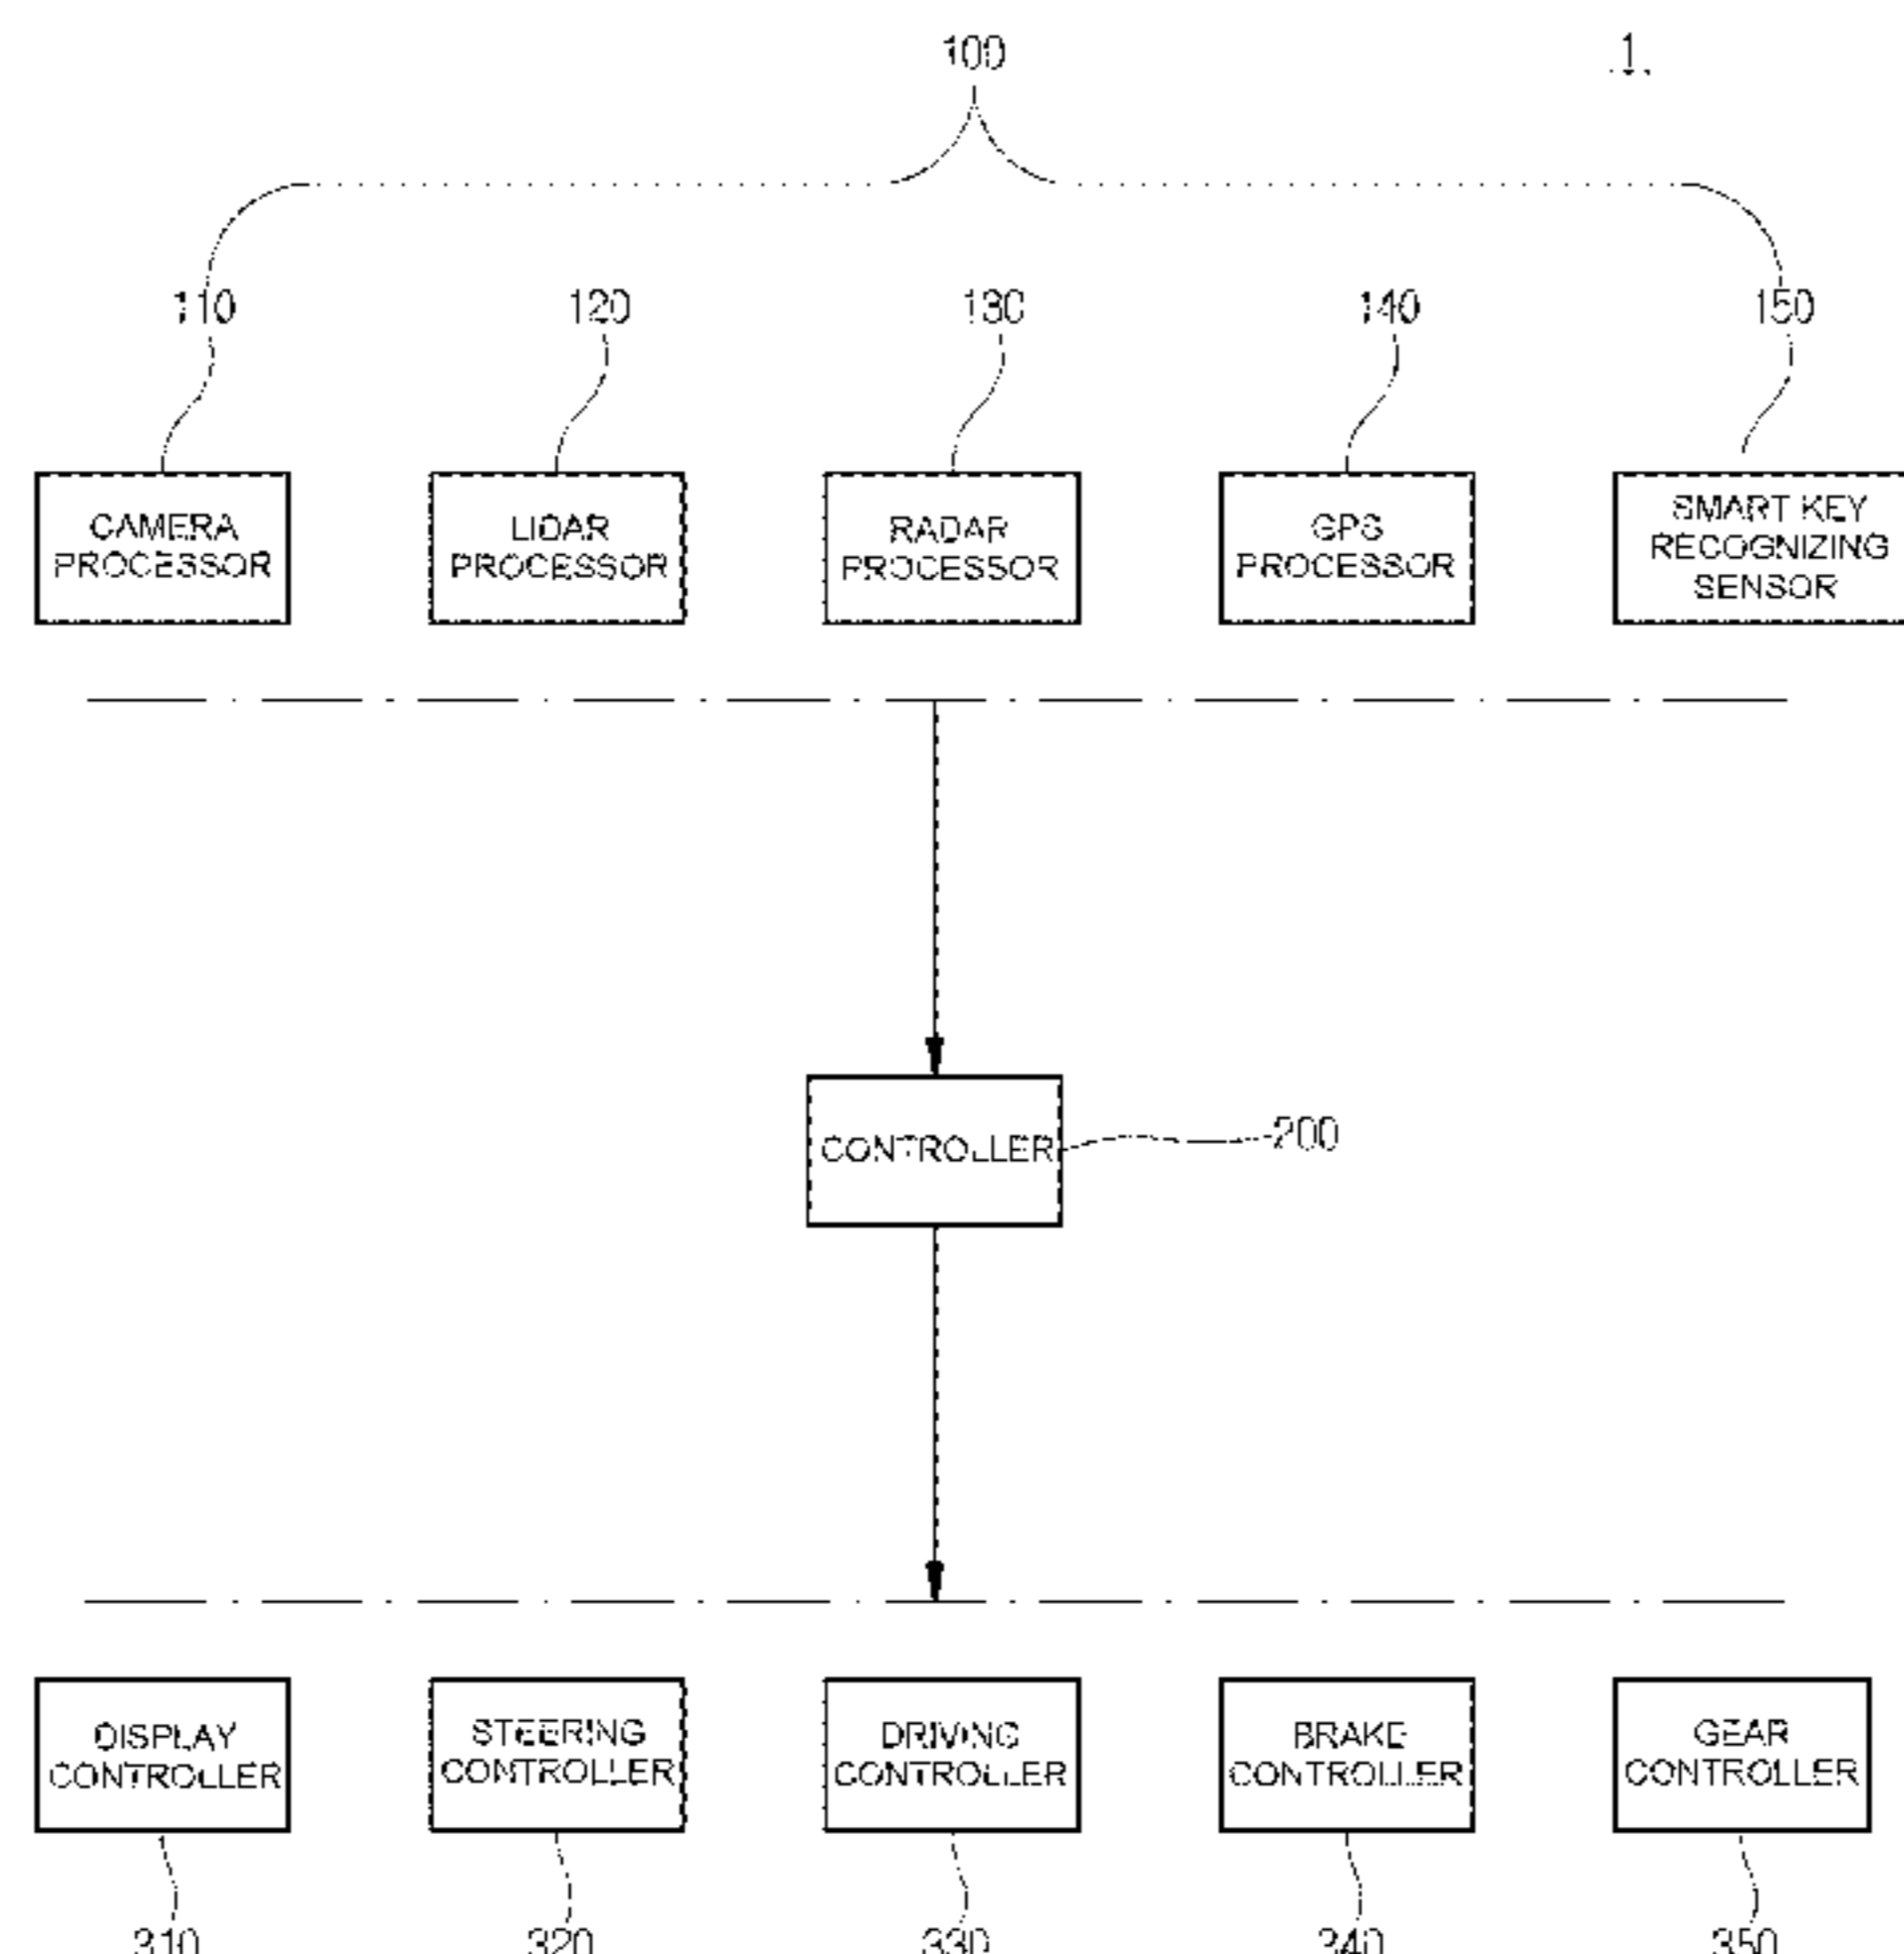 100
1
110
120
130
140
150
CAMERA
PROCESSOR
LIDAR
PROCESSOR
RADAR
PROCESSOR
GPS
PROCESSOR
SMART KEY
RECOGNIZING
SENSOR
CONTROLLER
200
DISPLAY
CONTROLLER
STEERING
CONTROLLER
DRIVING
CONTROLLER
BRAKE
CONTROLLER
GEAR
CONTROLLER
310
320
330
340
350